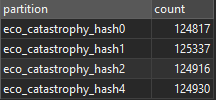 partition count
eco_catastrophy_hash0 124817
eco_catastrophy_hash1 125337
eco_catastrophy_hash2 124916
eco_catastrophy_hash4 124930